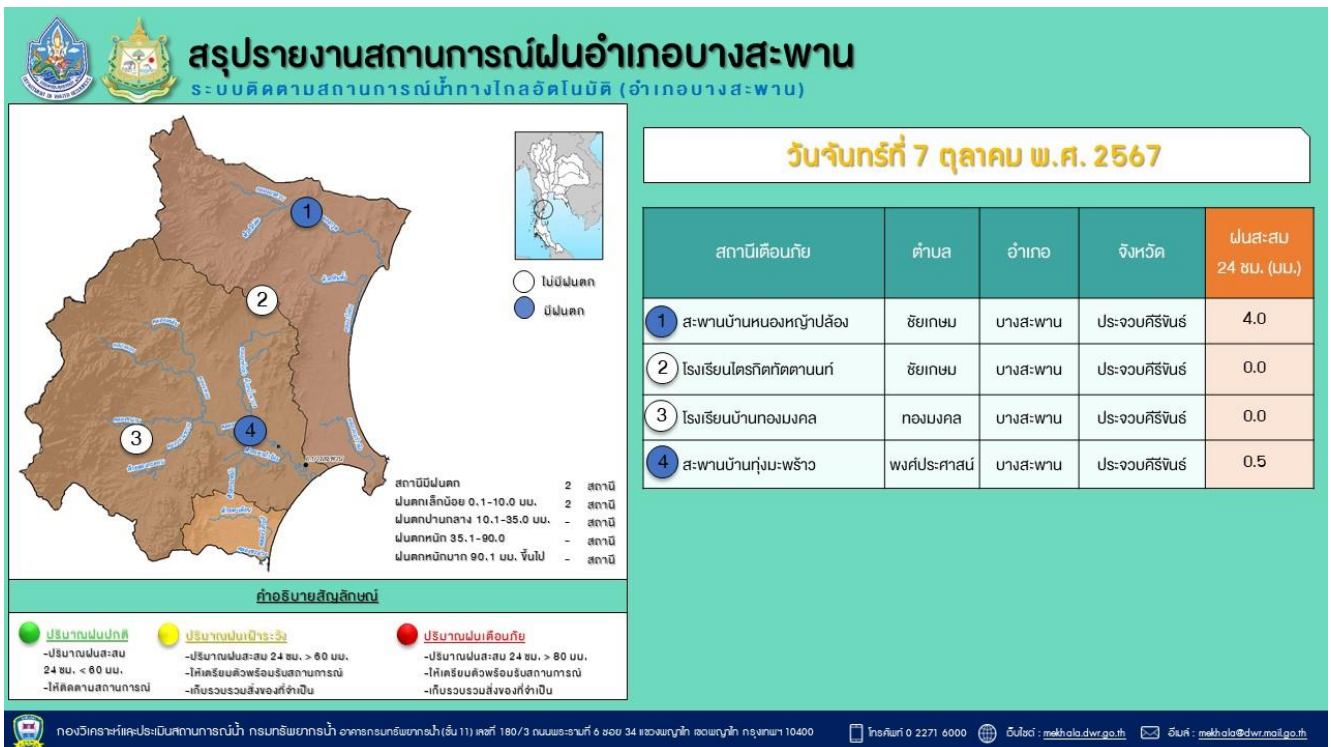 สรุปรายงานสถานการณ์ฝนอำเภอบางสะพาน
ระบบติดตามสถานการณ์น้ำทางไกลอัตโนมัติ (อำเภอบางสะพาน)
วันจันทร์ที่ 7 ตุลาคม พ.ศ. 2567
1
2
3
4
ไม่มีฝนตก
มีฝนตก
สถานีมีฝนตก 2 สถานี
ฝนตกเล็กน้อย 0.1-10.0 มม. 2 สถานี
ฝนตกปานกลาง 10.1-35.0 มม. - สถานี
ฝนตกหนัก 35.1-90.0 - สถานี
ฝนตกหนักมาก 90.1 มม. ขึ้นไป - สถานี
สถานีเตือนภัย ตำบล อำเภอ จังหวัด ฝนสะสม
24 ชม. (มม.)
1 สะพานบ้านหนองหญ้าปล้อง ชัยเกษม บางสะพาน ประจวบคีรีขันธ์ 4.0
2 โรงเรียนไตรกิตทัตตานนท์ ชัยเกษม บางสะพาน ประจวบคีรีขันธ์ 0.0
3 โรงเรียนบ้านทองมงคล ทองมงคล บางสะพาน ประจวบคีรีขันธ์ 0.0
4 สะพานบ้านทุ่งมะพร้าว พงศ์ประศาสน์ บางสะพาน ประจวบคีรีขันธ์ 0.5
คำอธิบายสัญลักษณ์
ปริมาณฝนปกติ
-ปริมาณฝนสะสม
24 ชม. < 60 มม.
-ให้ติดตามสถานการณ์
ปริมาณฝนเฝ้าระวัง
-ปริมาณฝนสะสม 24 ชม. > 60 มม.
-ให้เตรียมตัวพร้อมรับสถานการณ์
-เก็บรวบรวมสิ่งของที่จำเป็น
ปริมาณฝนเตือนภัย
-ปริมาณฝนสะสม 24 ชม. > 80 มม.
-ให้เตรียมตัวพร้อมรับสถานการณ์
-เก็บรวบรวมสิ่งของที่จำเป็น
กองวิเคราะห์และประเมินสถานการณ์น้ำ กรมทรัพยากรน้ำ อาคารกรมทรัพยากรน้ำ (ชั้น 11) เลขที่ 180/3 ถนนพระรามที่ 6 ซอย 34 แขวงพญาไท เขตพญาไท กรุงเทพฯ 10400 โทรศัพท์ 0 2271 6000 เว็บไซต์ : mekhala.dwr.go.th อีเมล์ : mekhala@dwr.mail.go.th